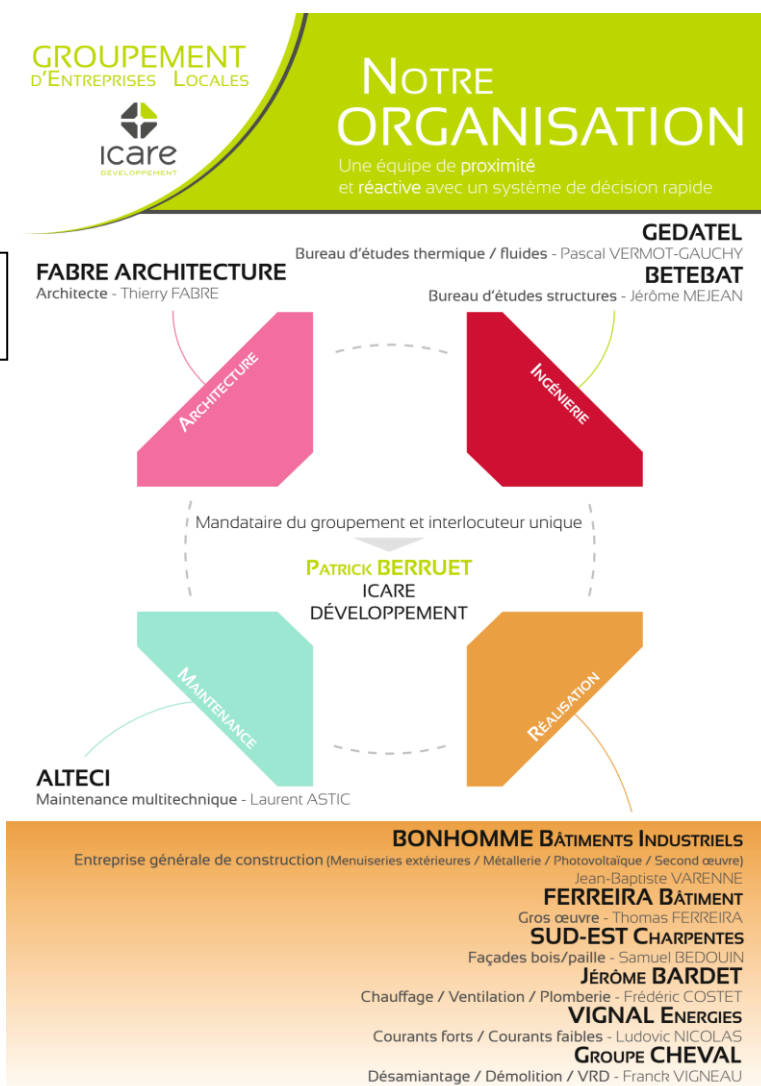 GROUPEMENT
D'ENTREPRISES LOCALES
icare
DÉVELOPPEMENT
NOTRE
ORGANISATION
Une équipe de proximité
et réactive avec un système de décision rapide
GEDATEL
Bureau d'études thermique / fluides - Pascal VERMOT-GAUCHY
BETEBAT
Bureau d'études structures - Jérôme MEJEAN
FABRE ARCHITECTURE
Architecte - Thierry FABRE
ARCHITECTURE
INGÉNIERIE
Mandataire du groupement et interlocuteur unique
PATRICK BERRUET
ICARE
DÉVELOPPEMENT
MAINTENANCE
RÉALISATION
ALTECI
Maintenance multitechnique - Laurent ASTIC
BONHOMME BÂTIMENTS INDUSTRIELS
Entreprise générale de construction (Menuiseries extérieures / Métallerie / Photovoltaïque / Second œuvre)
Jean-Baptiste VARENNE
FERREIRA BÂTIMENT
Gros œuvre - Thomas FERREIRA
SUD-EST CHARPENTES
Façades bois/paille - Samuel BEDOUIN
JÉRÔME BARDET
Chauffage / Ventilation / Plomberie - Frédéric COSTET
VIGNAL ENERGIES
Courants forts / Courants faibles - Ludovic NICOLAS
GROUPE CHEVAL
Désamiantage / Démolition / VRD - Franck VIGNEAU